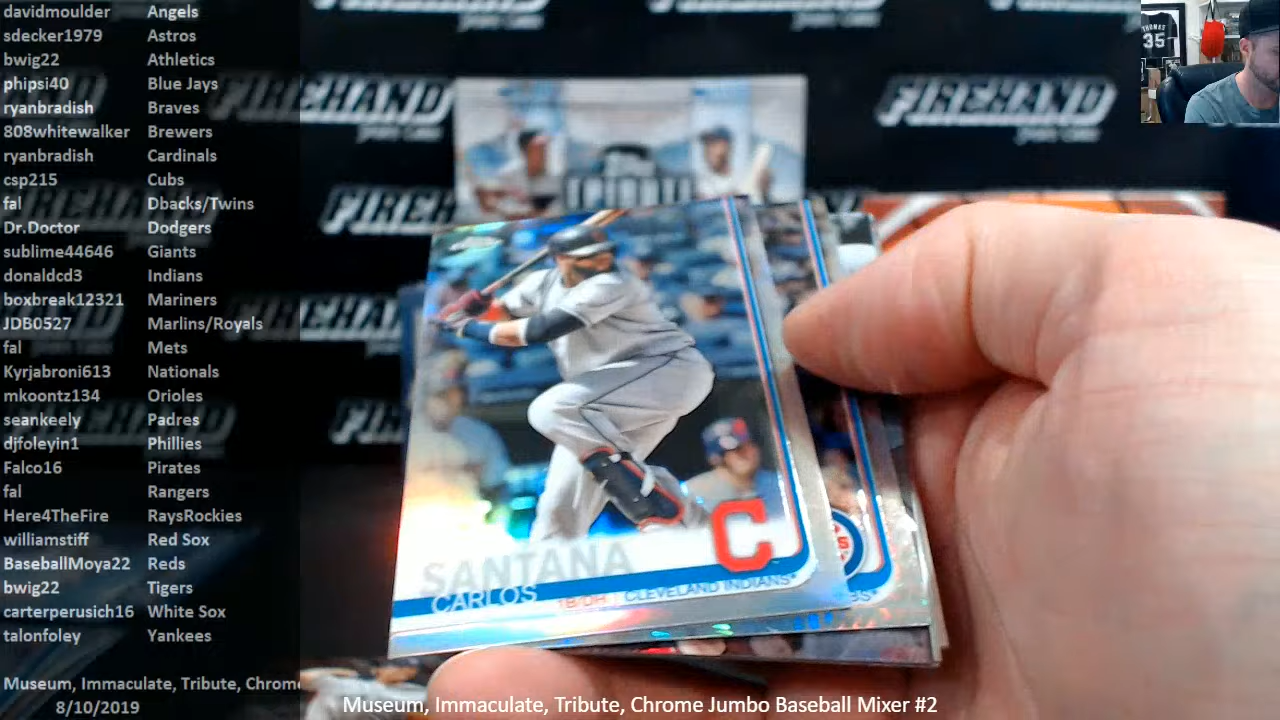 davidmoulder Angels
sdecker1979 Astros
bwig22 Athletics
phipsi40 Blue Jays
ryanbradish Braves
808whitewalker Brewers
ryanbradish Cardinals
csp215 Cubs
fal Dbacks/Twins
Dr.Doctor Dodgers
sublime44646 Giants
donaldcd3 Indians
boxbreak12321 Mariners
JDB0527 Marlins/Royals
fal Mets
Kyrjabroni613 Nationals
mkoontz134 Orioles
seankeely Padres
djfoleyin1 Phillies
Falco16 Pirates
fal Rangers
Here4TheFire RaysRockies
williamstiff Red Sox
BaseballMoya22 Reds
bwig22 Tigers
carterperusich16 White Sox
talonfoley Yankees
Museum, Immaculate, Tribute, Chrome
8/10/2019
FIREHAND
FIREHAND
THOMAS
35
TRIBUTE
C
SANTANA
CARLOS 1B/DH CLEVELAND INDIANS
Museum, Immaculate, Tribute, Chrome Jumbo Baseball Mixer #2